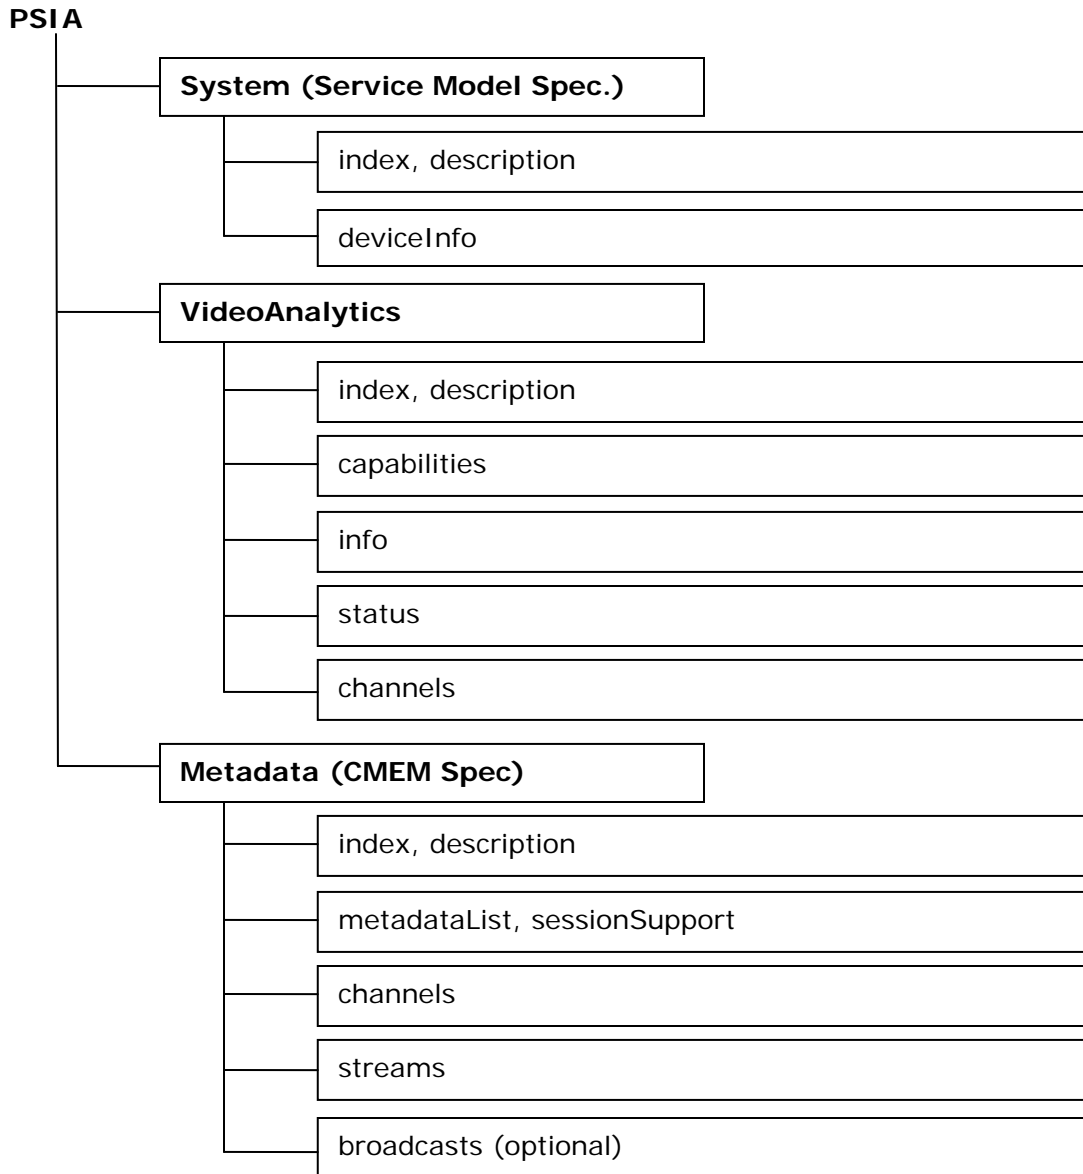 PSIA
System (Service Model Spec.)
index, description
deviceInfo
VideoAnalytics
index, description
capabilities
info
status
channels
Metadata (CMEM Spec)
index, description
metadataList, sessionSupport
channels
streams
broadcasts (optional)